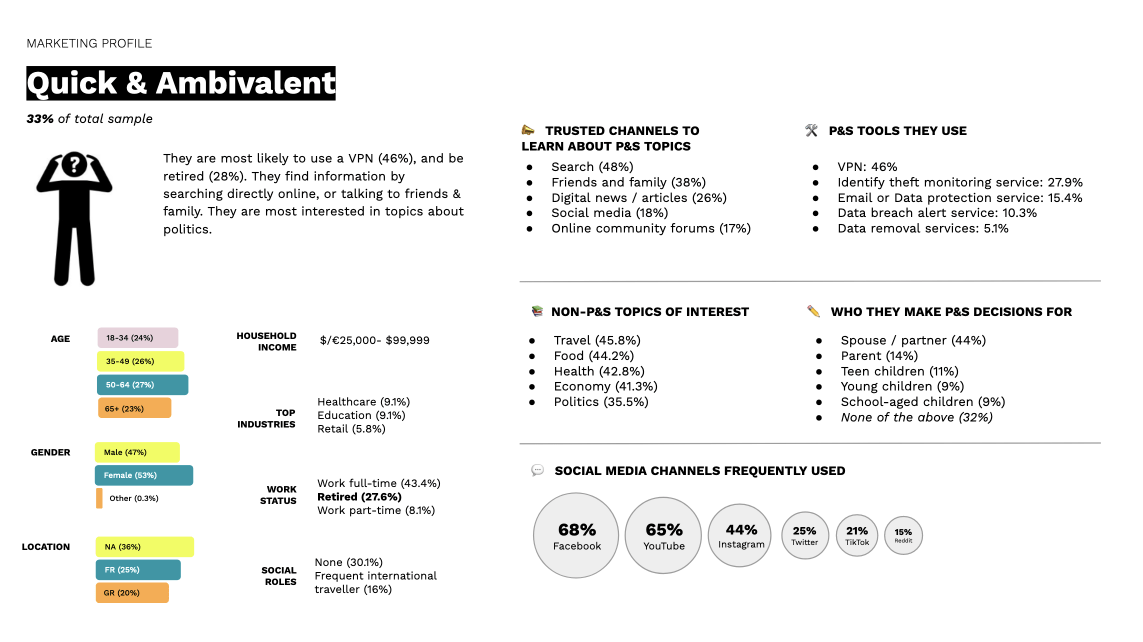 MARKETING PROFILE
Quick & Ambivalent
33% of total sample
?
They are most likely to use a VPN (46%), and be
retired (28%). They find information by
searching directly online, or talking to friends &
family. They are most interested in topics about
politics.
AGE
18-34 (24%)
35-49 (26%)
50-64 (27%)
65+ (23%)
GENDER
Male (47%)
Female (53%)
Other (0.3%)
LOCATION
NA (36%)
FR (25%)
GR (20%)
HOUSEHOLD
INCOME
$/€25,000- $99,999
TOP
INDUSTRIES
Healthcare (9.1%)
Education (9.1%)
Retail (5.8%)
WORK
STATUS
Work full-time (43.4%)
Retired (27.6%)
Work part-time (8.1%)
SOCIAL
ROLES
None (30.1%)
Frequent international
traveller (16%)
TRUSTED CHANNELS TO
LEARN ABOUT P&S TOPICS
● Search (48%)
● Friends and family (38%)
● Digital news / articles (26%)
● Social media (18%)
● Online community forums (17%)
P&S TOOLS THEY USE
● VPN: 46%
● Identify theft monitoring service: 27.9%
● Email or Data protection service: 15.4%
● Data breach alert service: 10.3%
● Data removal services: 5.1%
NON-P&S TOPICS OF INTEREST
● Travel (45.8%)
● Food (44.2%)
● Health (42.8%)
● Economy (41.3%)
● Politics (35.5%)
WHO THEY MAKE P&S DECISIONS FOR
● Spouse / partner (44%)
● Parent (14%)
● Teen children (11%)
● Young children (9%)
● School-aged children (9%)
● None of the above (32%)
SOCIAL MEDIA CHANNELS FREQUENTLY USED
68%
Facebook
65%
YouTube
44%
Instagram
25%
Twitter
21%
TikTok
15%
Reddit